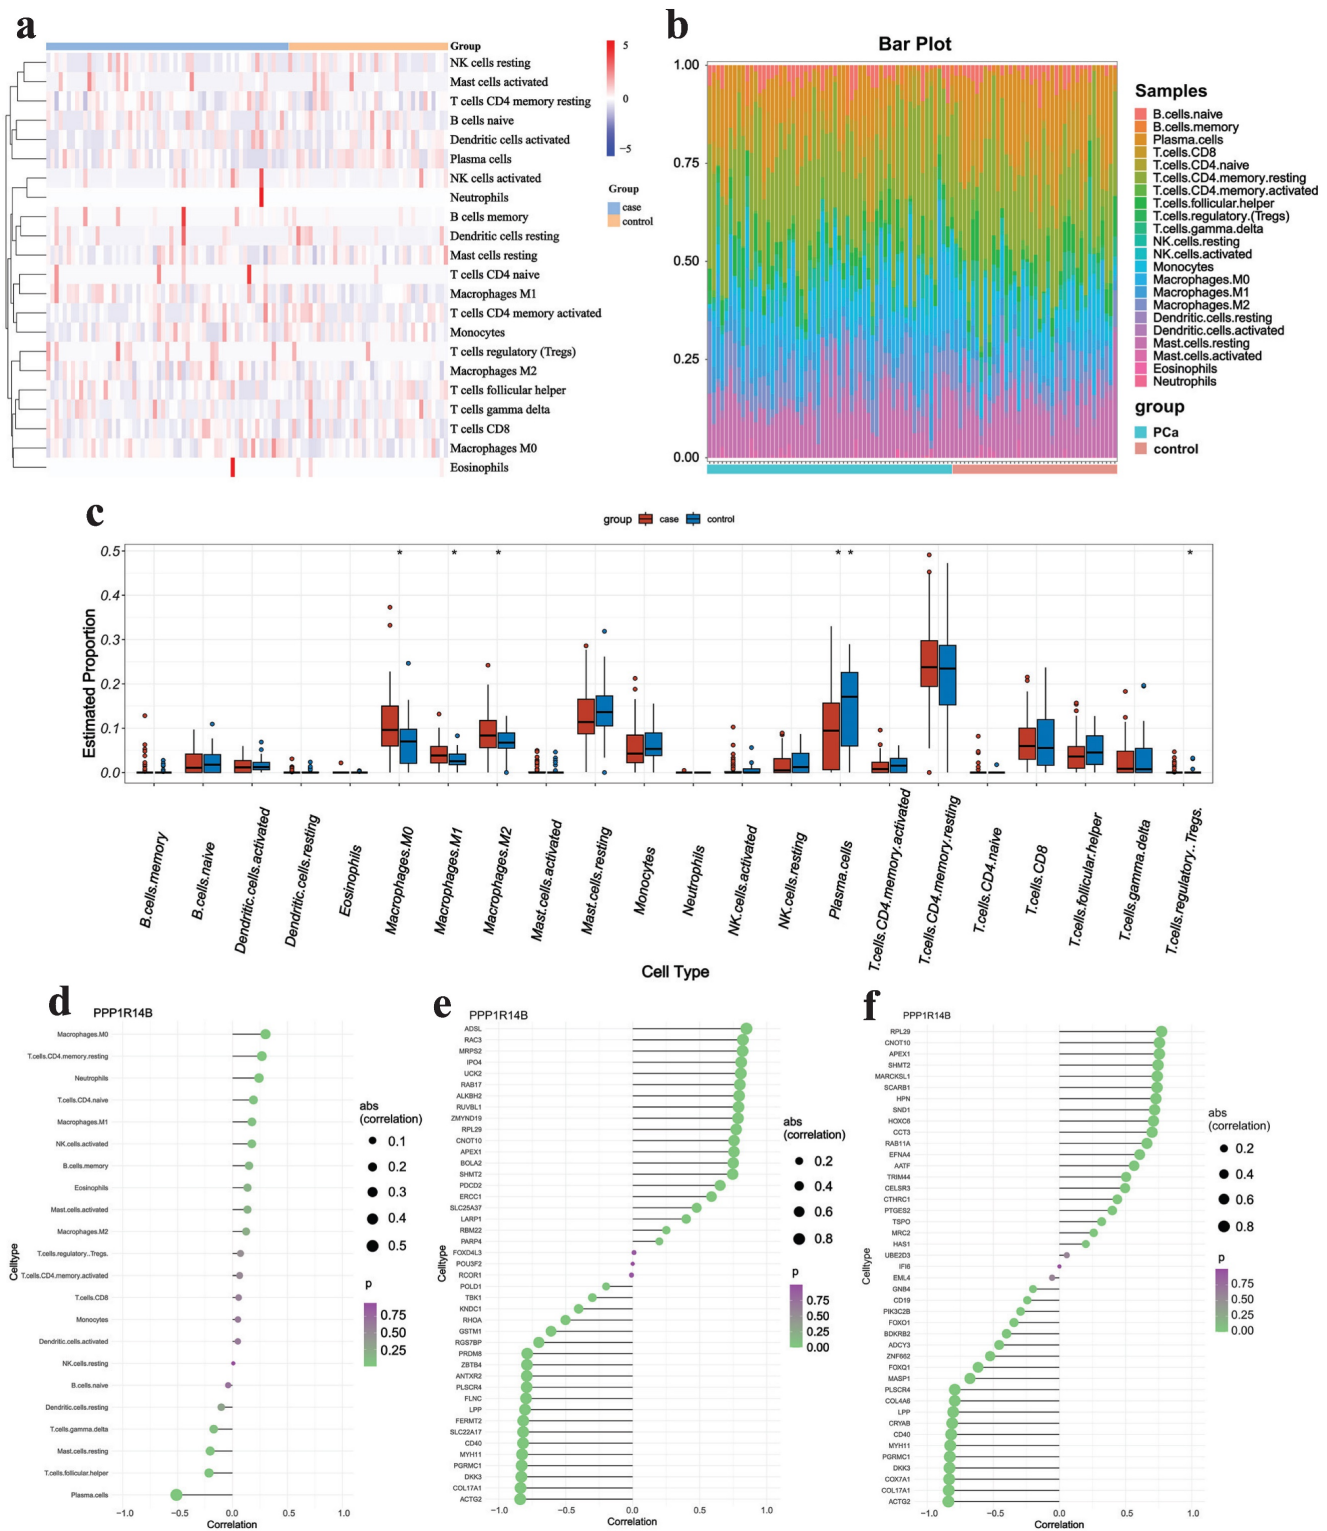 a
Group
NK cells resting
Mast cells activated
T cells CD4 memory resting
B cells naive
Dendritic cells activated
Plasma cells
NK cells activated
Neutrophils
B cells memory
Dendritic cells resting
Mast cells resting
T cells CD4 naive
Macrophages M1
T cells CD4 memory activated
Monocytes
T cells regulatory (Tregs)
Macrophages M2
T cells follicular helper
T cells gamma delta
T cells CD8
Macrophages M0
Eosinophils
5
0
−5
Group
case
control
b
Bar Plot
1.00
0.75
0.50
0.25
0.00
Samples
B.cells.naive
B.cells.memory
Plasma.cells
T.cells.CD8
T.cells.CD4.naive
T.cells.CD4.memory.resting
T.cells.CD4.memory.activated
T.cells.follicular.helper
T.cells.regulatory.(Tregs)
T.cells.gamma.delta
NK.cells.resting
NK.cells.activated
Monocytes
Macrophages.M0
Macrophages.M1
Macrophages.M2
Dendritic.cells.resting
Dendritic.cells.activated
Mast.cells.resting
Mast.cells.activated
Eosinophils
Neutrophils
group
PCa
control
c
group case control
Estimated Proportion
0.5
0.4
0.3
0.2
0.1
0.0
* * * * * *
B.cells.memory
B.cells.naive
Dendritic.cells.activated
Dendritic.cells.resting
Eosinophils
Macrophages.M0
Macrophages.M1
Macrophages.M2
Mast.cells.activated
Mast.cells.resting
Monocytes
Neutrophils
NK.cells.activated
NK.cells.resting
Plasma.cells
T.cells.CD4.memory.activated
T.cells.CD4.memory.resting
T.cells.CD4.naive
T.cells.CD8
T.cells.follicular.helper
T.cells.gamma.delta
T.cells.regulatory..Tregs.
Cell Type
d
PPP1R14B
Celltype
Macrophages.M0
T.cells.CD4.memory.resting
Neutrophils
T.cells.CD4.naive
Macrophages.M1
NK.cells.activated
B.cells.memory
Eosinophils
Mast.cells.activated
Macrophages.M2
T.cells.regulatory..Tregs.
T.cells.CD4.memory.activated
T.cells.CD8
Monocytes
Dendritic.cells.activated
NK.cells.resting
B.cells.naive
Dendritic.cells.resting
T.cells.gamma.delta
Mast.cells.resting
T.cells.follicular.helper
Plasma.cells
−1.0 −0.5 0.0 0.5 1.0
Correlation
abs
(correlation)
0.1
0.2
0.3
0.4
0.5
p
0.75
0.50
0.25
e
PPP1R14B
Celltype
ADSL
RAC3
MRPS2
IPO4
UCK2
RAB17
ALKBH2
RUVBL1
ZMYND19
RPL29
CNOT10
APEX1
BOLA2
SHMT2
PDCD2
ERCC1
SLC25A37
LARP1
RBM22
PARP4
FOXD4L3
POU3F2
RCOR1
POLD1
TBK1
KNDC1
RHOA
GSTM1
RGS7BP
PRDM8
ZBTB4
ANTXR2
PLSCR4
FLNC
LPP
FERMT2
SLC22A17
CD40
MYH11
PGRMC1
DKK3
COL17A1
ACTG2
−1.0 −0.5 0.0 0.5 1.0
Correlation
abs
(correlation)
0.2
0.4
0.6
0.8
p
0.75
0.50
0.25
0.00
f
PPP1R14B
Celltype
RPL29
CNOT10
APEX1
SHMT2
MARCKSL1
SCARB1
HPN
SND1
HOXC6
CCT3
RAB11A
EFNA4
AATF
TRIM44
CELSR3
CTHRC1
PTGES2
TSPO
MRC2
HAS1
UBE2D3
IFI6
EML4
GNB4
CD19
PIK3C2B
FOXO1
BDKRB2
ADCY3
ZNF662
FOXQ1
MASP1
PLSCR4
COL4A6
LPP
CRYAB
CD40
MYH11
PGRMC1
DKK3
COX7A1
COL17A1
ACTG2
−1.0 −0.5 0.0 0.5 1.0
Correlation
abs
(correlation)
0.2
0.4
0.6
0.8
p
0.75
0.50
0.25
0.00